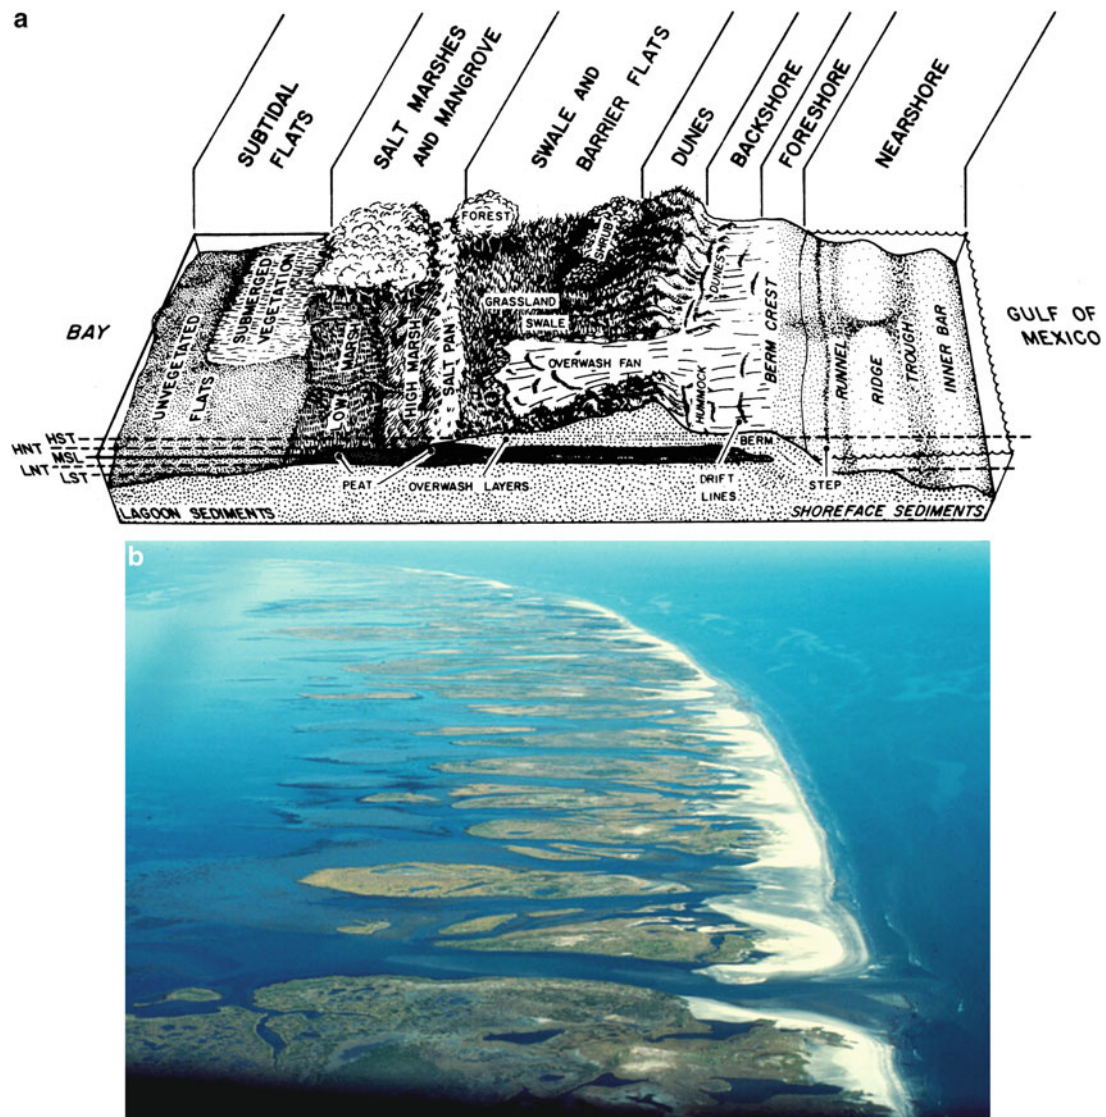 a
SUBTIDAL
FLATS
SALT MARSHES
AND MANGROVE
SWALE AND
BARRIER FLATS
DUNES
BACKSHORE
FORESHORE
NEARSHORE
BAY
GULF OF
MEXICO
UNVEGETATED
FLATS
SUBMERGED
VEGETATION
LOW
MARSH
HIGH MARSH
SALT PAN
FOREST
GRASSLAND
SWALE
SHRUB
OVERWASH FAN
DUNES
HUMMOCK
BERM CREST
BERM
RUNNEL
RIDGE
TROUGH
INNER BAR
HST
HNT
MSL
LNT
LST
PEAT
OVERWASH LAYERS
DRIFT
LINES
STEP
LAGOON SEDIMENTS
SHOREFACE SEDIMENTS
b